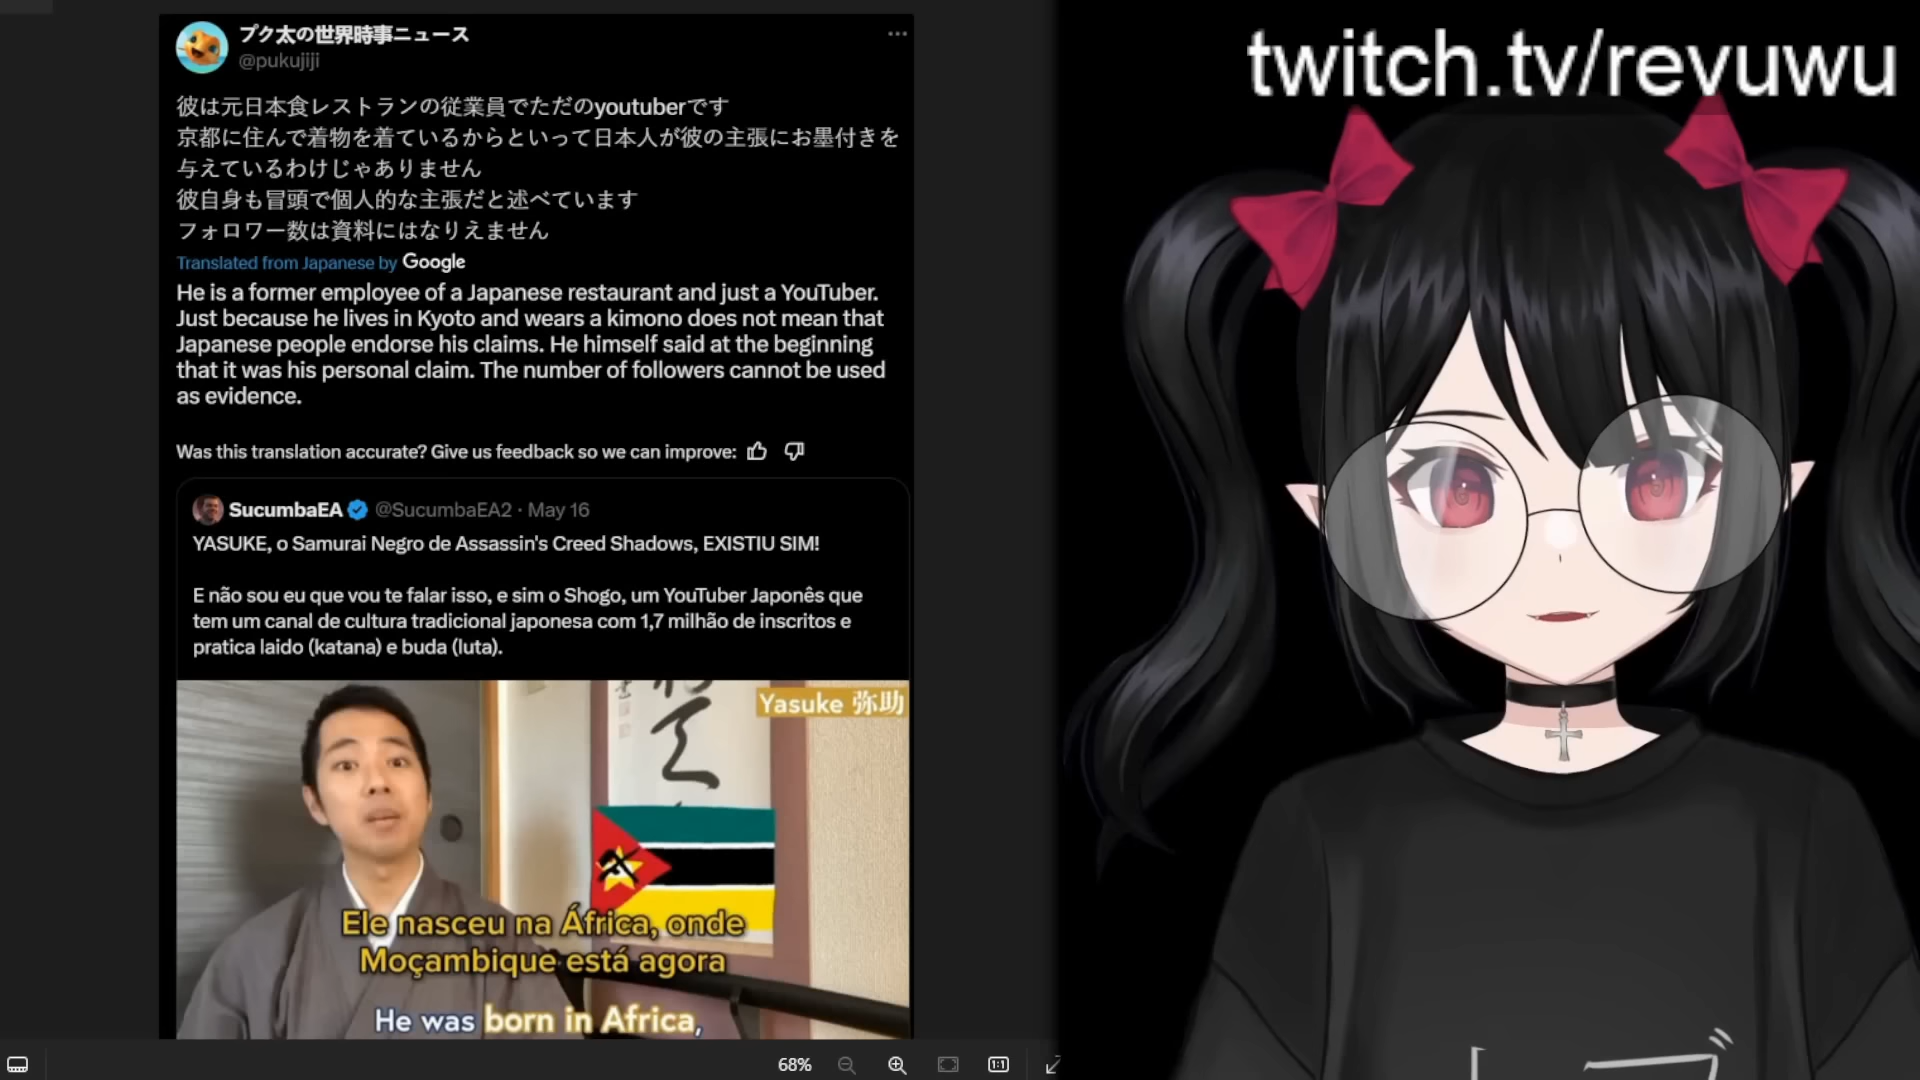 twitch.tv/revuwu
プク太の世界時事ニュース
@pukujiji
彼は元日本食レストランの従業員でただのyoutuberです
京都に住んで着物を着ているからといって日本人が彼の主張にお墨付きを
与えているわけじゃありません
彼自身も冒頭で個人的な主張だと述べています
フォロワー数は資料にはなりえません
Translated from Japanese by Google
He is a former employee of a Japanese restaurant and just a YouTuber.
Just because he lives in Kyoto and wears a kimono does not mean that
Japanese people endorse his claims. He himself said at the beginning
that it was his personal claim. The number of followers cannot be used
as evidence.
Was this translation accurate? Give us feedback so we can improve:
SucumbaEA @SucumbaEA2 · May 16
YASUKE, o Samurai Negro de Assassin's Creed Shadows, EXISTIU SIM!
E não sou eu que vou te falar isso, e sim o Shogo, um YouTuber Japonês que
tem um canal de cultura tradicional japonesa com 1,7 milhão de inscritos e
pratica laido (katana) e buda (luta).
Yasuke 弥助
Ele nasceu na África, onde
Moçambique está agora
He was born in Africa,
68%
1:1